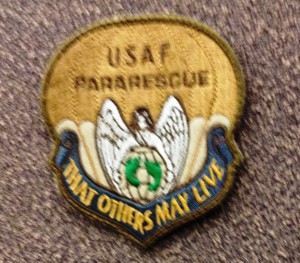 USAF
PARARESCUE
THAT OTHERS MAY LIVE